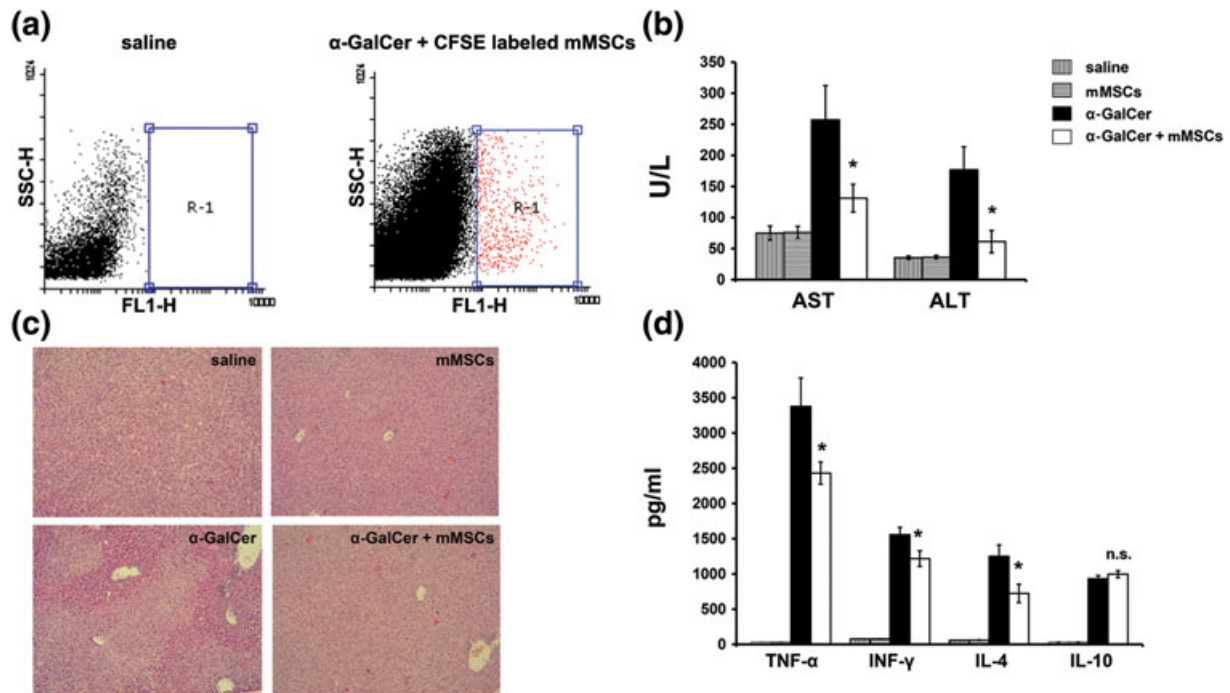 (a)
saline
1024
SSC-H
R-1
10000
FL1-H
α-GalCer + CFSE labeled mMSCs
1024
SSC-H
R-1
10000
FL1-H
(b)
saline
mMSCs
α-GalCer
α-GalCer + mMSCs
U/L
350
300
250
200
150
100
50
0
*
*
AST
ALT
(c)
saline
mMSCs
α-GalCer
α-GalCer + mMSCs
(d)
pg/ml
4000
3500
3000
2500
2000
1500
1000
500
0
*
*
*
n.s.
TNF-α
INF-γ
IL-4
IL-10